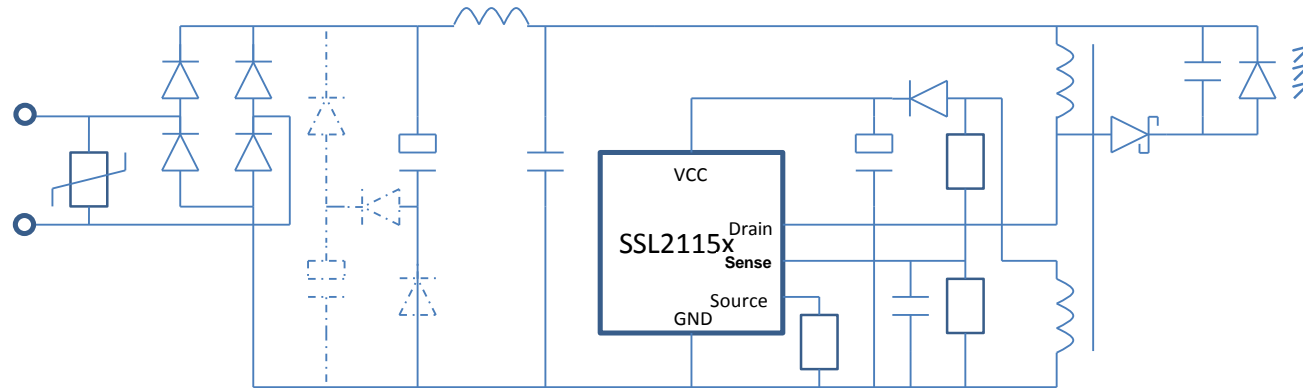 VCC
Drain
SSL2115x
Sense
Source
GND